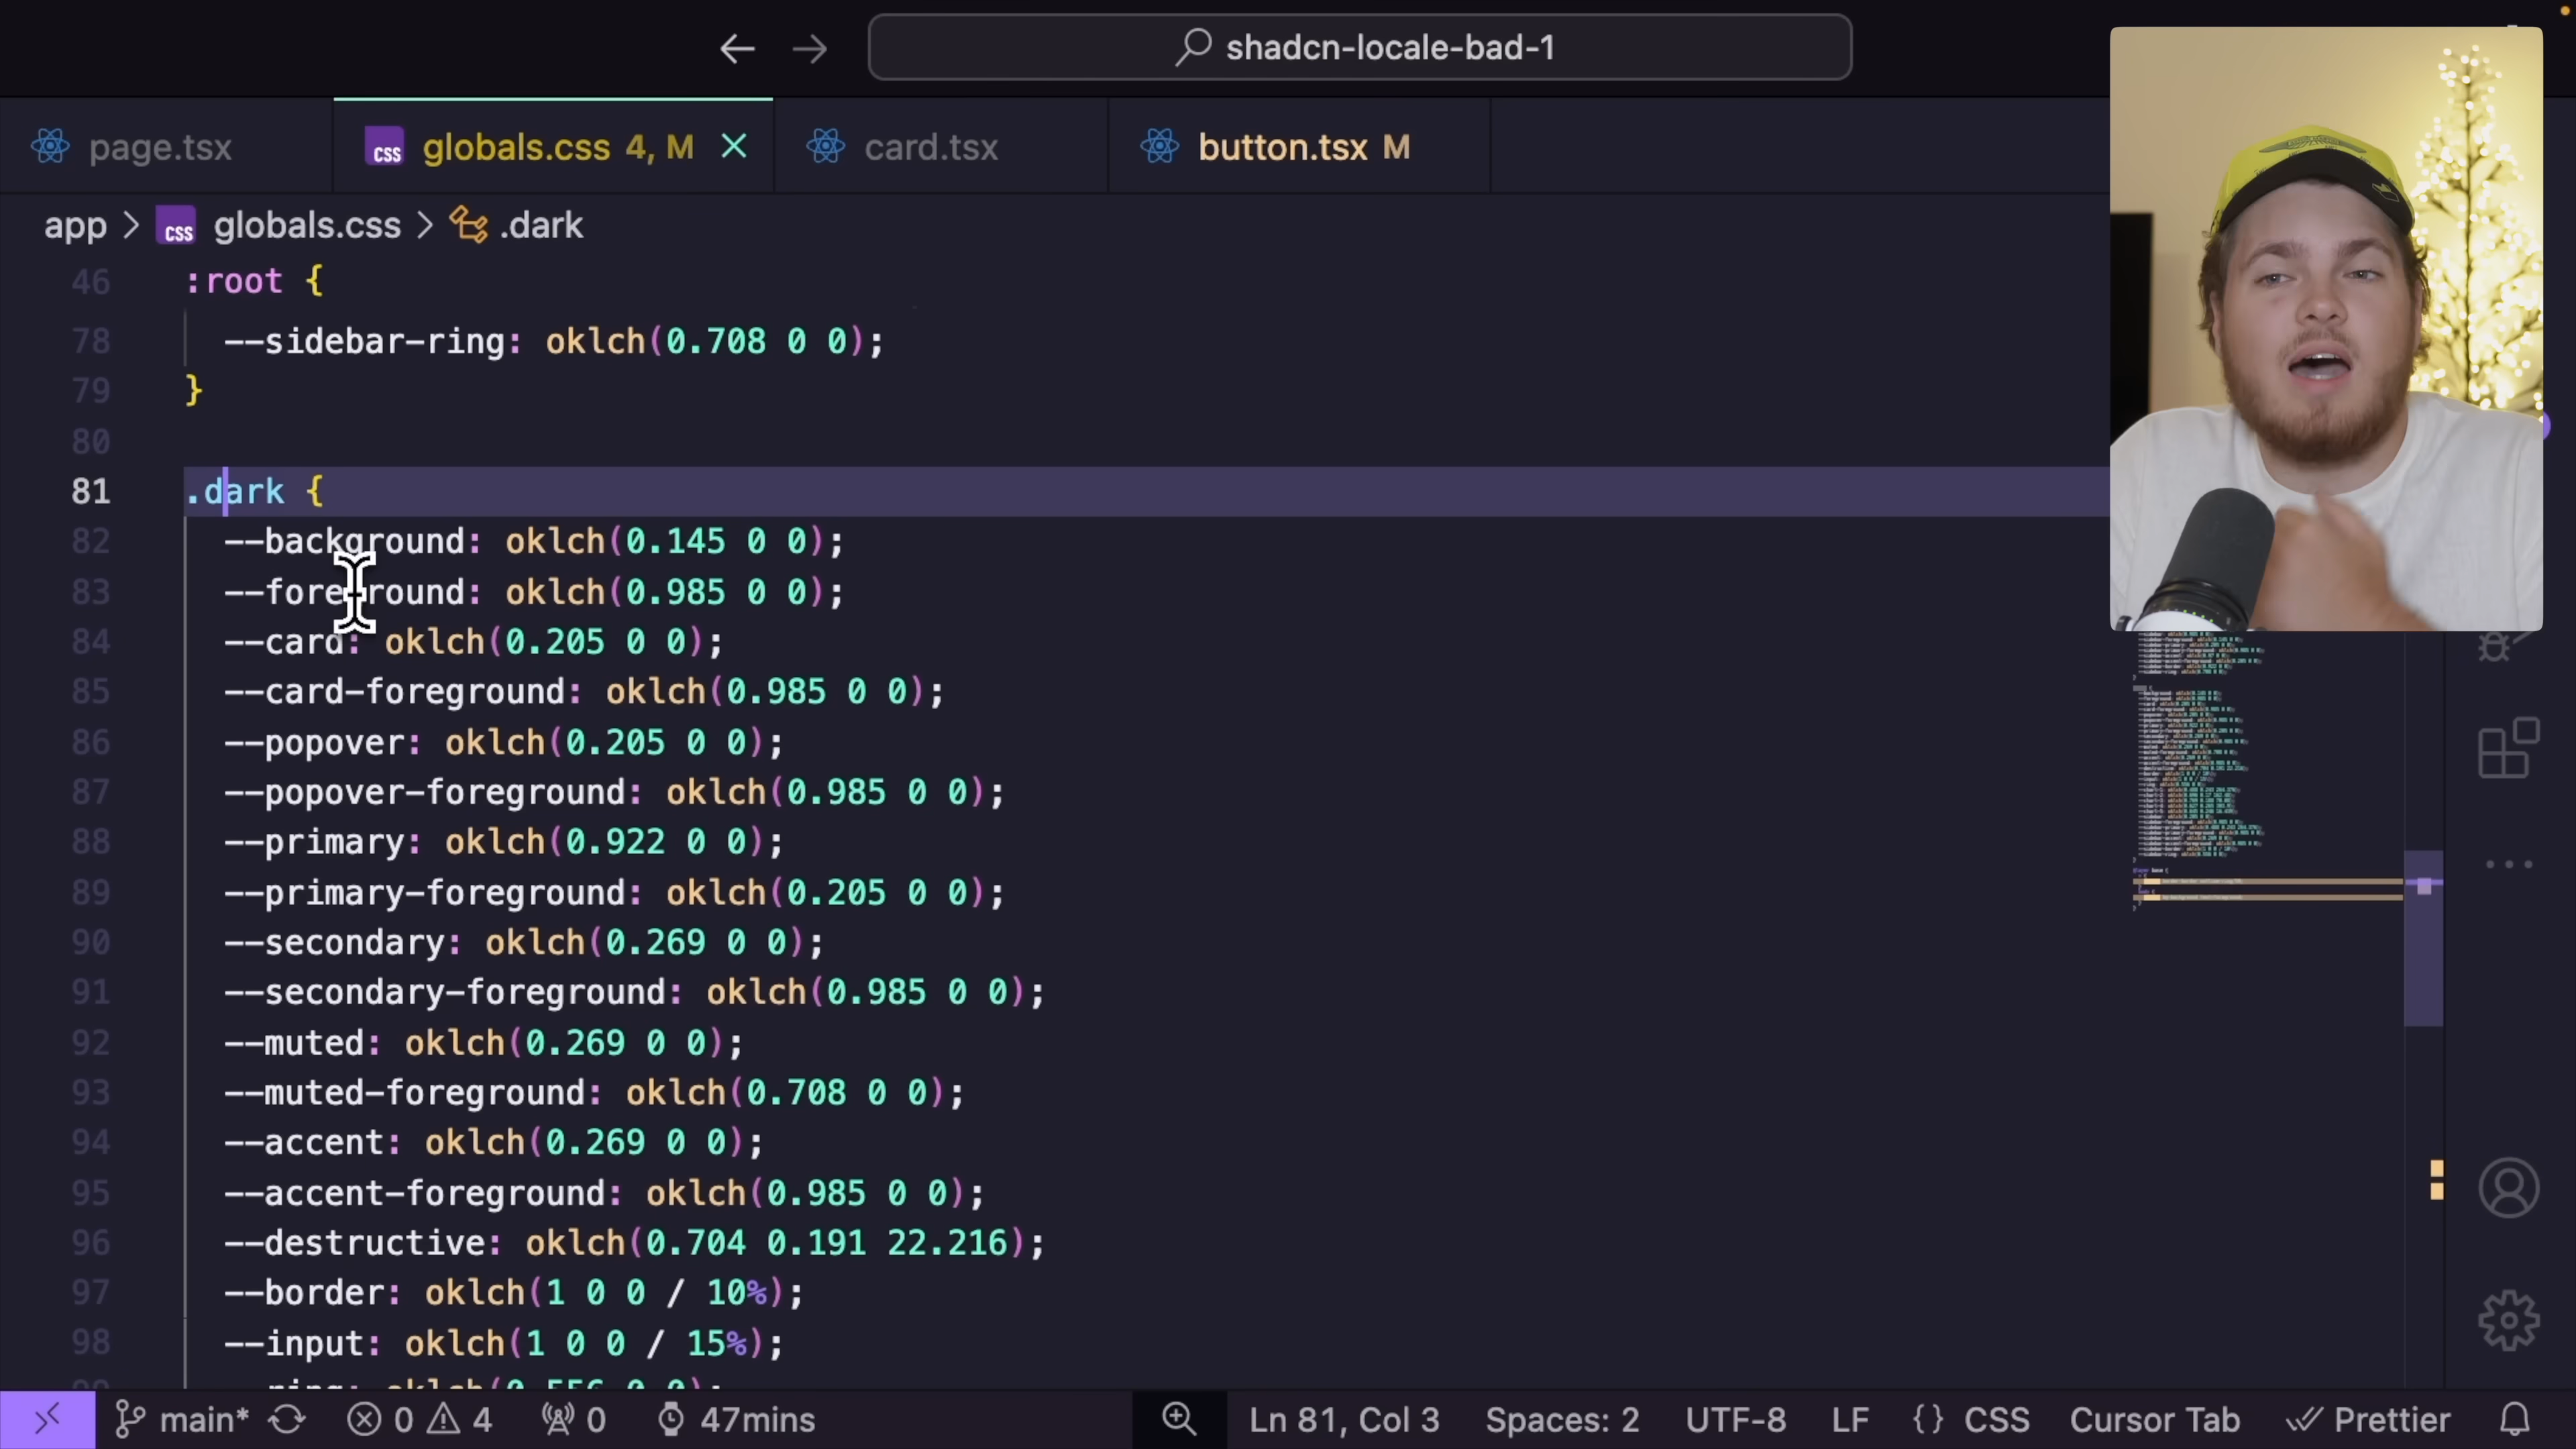 shadcn-locale-bad-1
page.tsx
globals.css 4, M
card.tsx
button.tsx M
app > globals.css > .dark
46 :root {
78 --sidebar-ring: oklch(0.708 0 0);
79 }
80
81 .dark {
82 --background: oklch(0.145 0 0);
83 --foreground: oklch(0.985 0 0);
84 --card: oklch(0.205 0 0);
85 --card-foreground: oklch(0.985 0 0);
86 --popover: oklch(0.205 0 0);
87 --popover-foreground: oklch(0.985 0 0);
88 --primary: oklch(0.922 0 0);
89 --primary-foreground: oklch(0.205 0 0);
90 --secondary: oklch(0.269 0 0);
91 --secondary-foreground: oklch(0.985 0 0);
92 --muted: oklch(0.269 0 0);
93 --muted-foreground: oklch(0.708 0 0);
94 --accent: oklch(0.269 0 0);
95 --accent-foreground: oklch(0.985 0 0);
96 --destructive: oklch(0.704 0.191 22.216);
97 --border: oklch(1 0 0 / 10%);
98 --input: oklch(1 0 0 / 15%);
99 --ring: oklch(0.556 0 0);
main* 0 4 0 47mins Ln 81, Col 3 Spaces: 2 UTF-8 LF {} CSS Cursor Tab Prettier